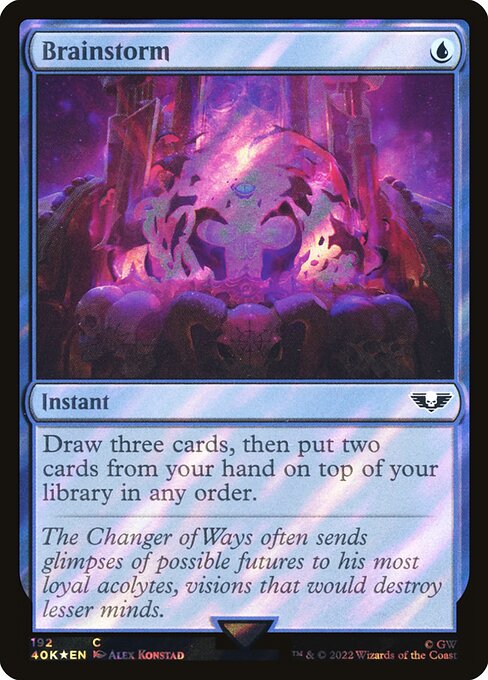 Brainstorm
Instant
Draw three cards, then put two
cards from your hand on top of your
library in any order.
The Changer of Ways often sends
glimpses of possible futures to his most
loyal acolytes, visions that would destroy
lesser minds.
192 C © GW
40K★EN Alex Konstad ™ & © 2022 Wizards of the Coast